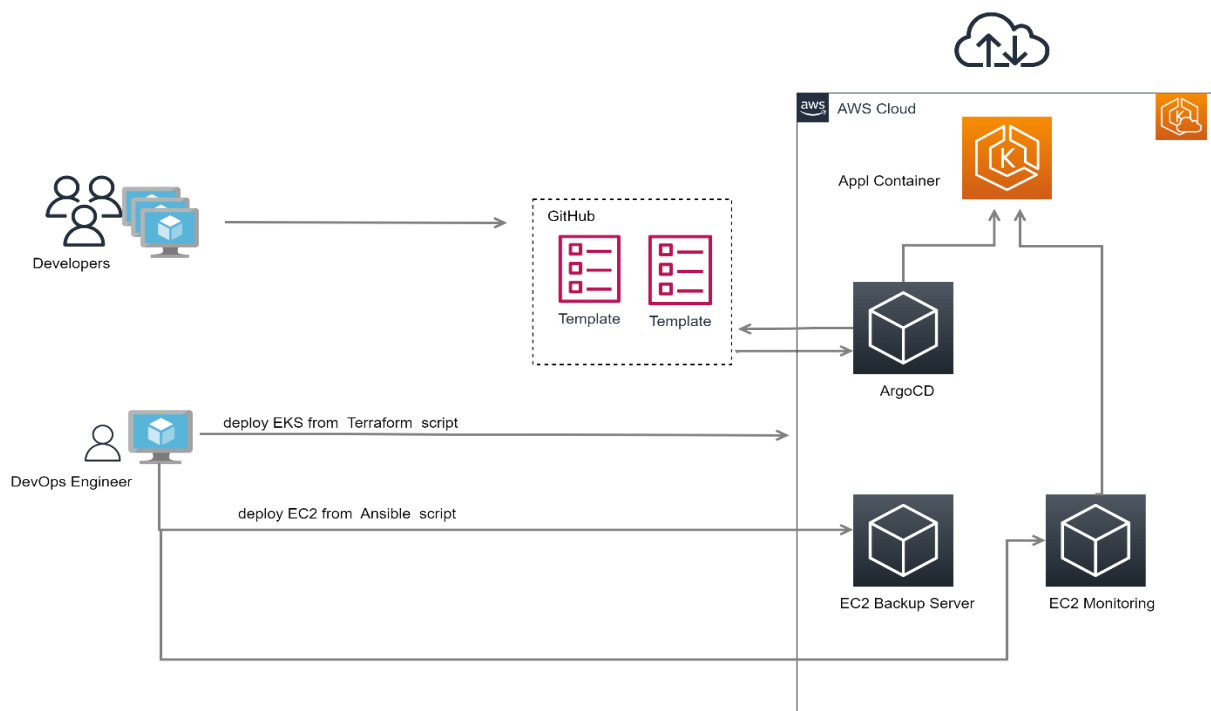 aws
AWS Cloud
K
K
Appl Container
GitHub
Developers
Template
Template
ArgoCD
deploy EKS from Terraform script
DevOps Engineer
deploy EC2 from Ansible script
EC2 Backup Server
EC2 Monitoring